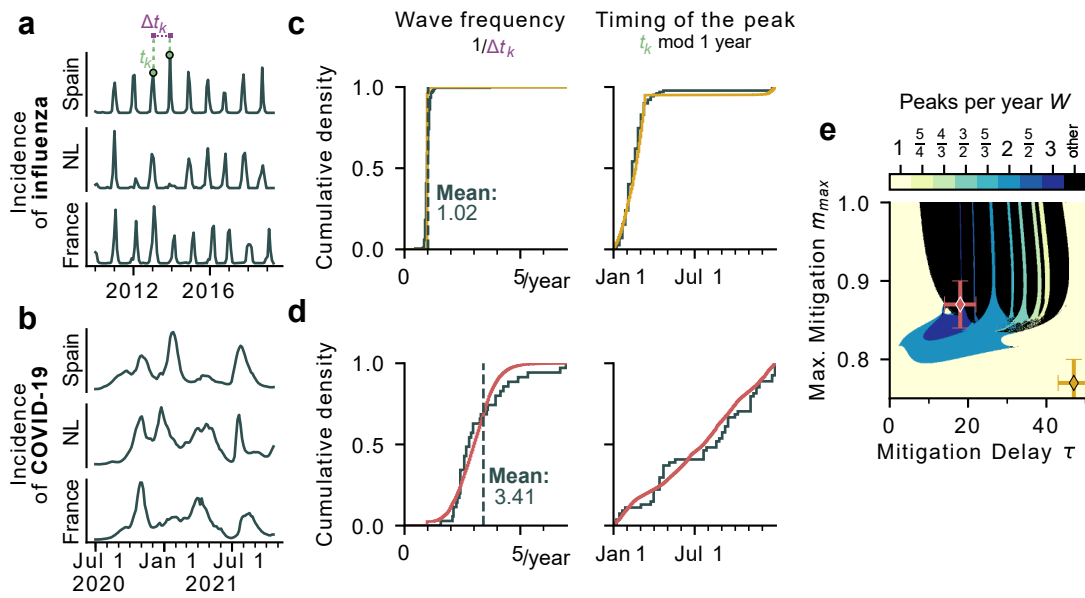 a
Δtₖ
tₖ
Spain
NL
France
Incidence
of influenza
2012
2016
b
Spain
NL
France
Incidence
of COVID-19
Jul 1
2020
Jan 1
2021
Jul 1
c
Wave frequency
1/Δtₖ
Timing of the peak
tₖ mod 1 year
Cumulative density
1.0
0.5
0.0
Mean:
1.02
0
5/year
1.0
0.5
0.0
Jan 1
Jul 1
d
Cumulative density
1.0
0.5
0.0
Mean:
3.41
0
5/year
1.0
0.5
0.0
Jan 1
Jul 1
e
Peaks per year W
1 5/4 4/3 3/2 5/3 2 5/2 3 other
Max. Mitigation mₘₐₓ
1.0
0.9
0.8
0 20 40
Mitigation Delay τ